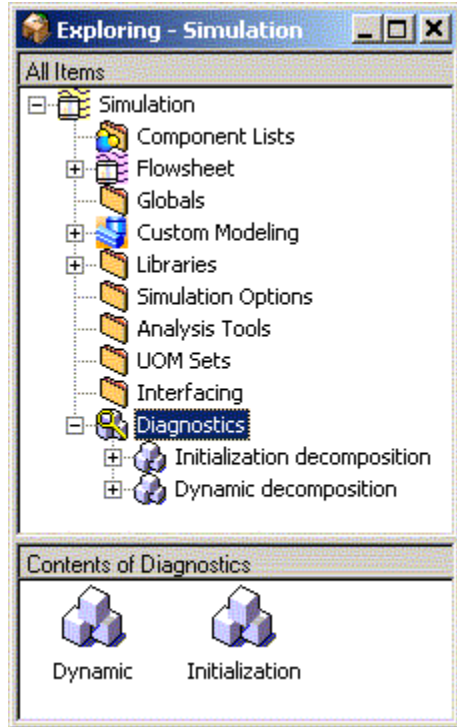 Exploring - Simulation
All Items
Simulation
Component Lists
Flowsheet
Globals
Custom Modeling
Libraries
Simulation Options
Analysis Tools
UOM Sets
Interfacing
Diagnostics
Initialization decomposition
Dynamic decomposition
Contents of Diagnostics
Dynamic Initialization